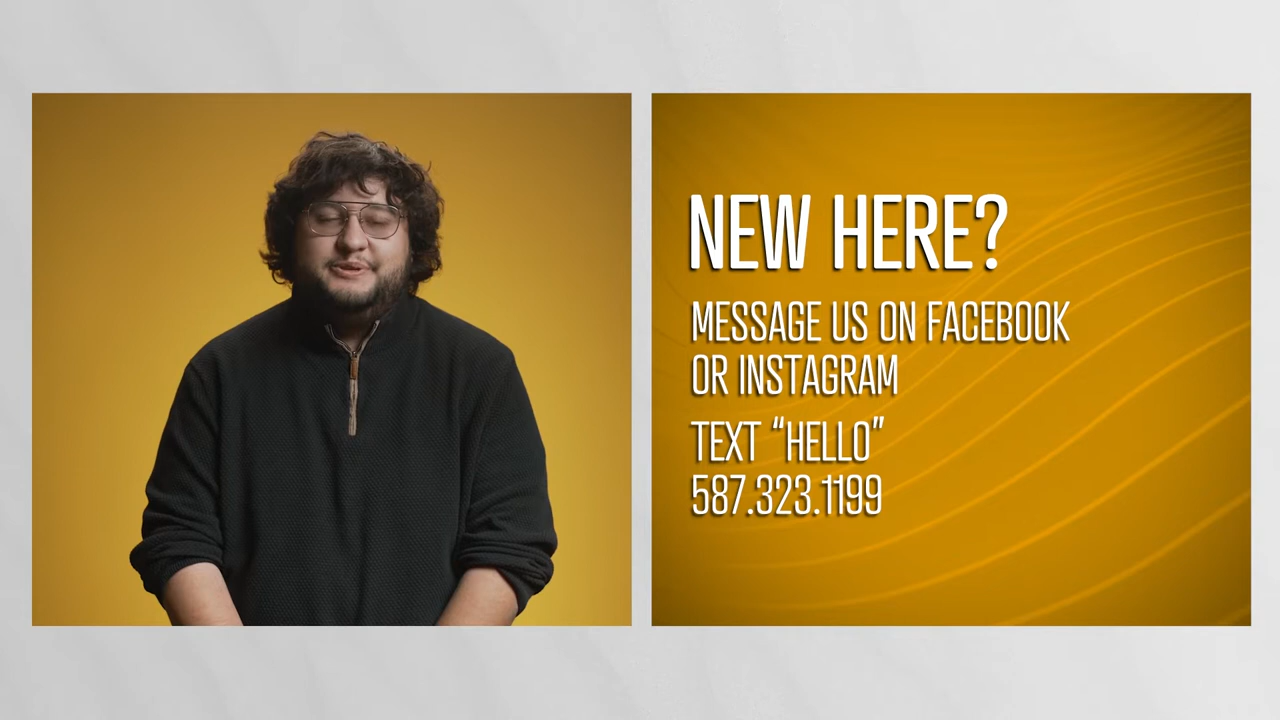 NEW HERE?
MESSAGE US ON FACEBOOK
OR INSTAGRAM
TEXT “HELLO”
587.323.1199